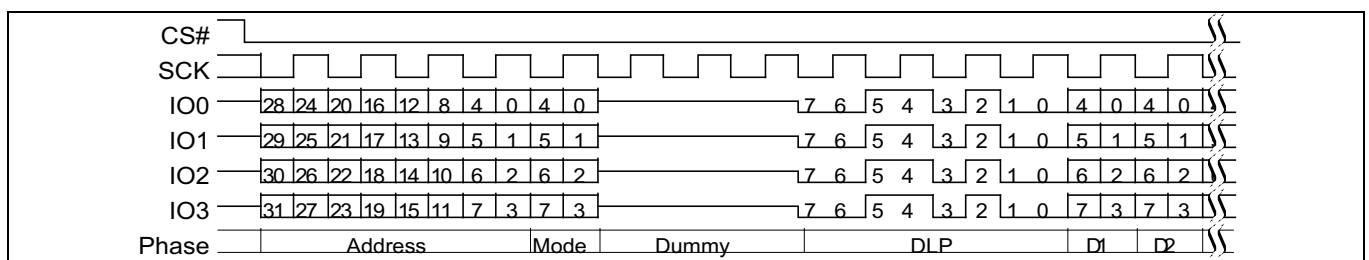 CS#
SCK
IO0 28 24 20 16 12 8 4 0 4 0 7 6 5 4 3 2 1 0 4 0 4 0
IO1 29 25 21 17 13 9 5 1 5 1 7 6 5 4 3 2 1 0 5 1 5 1
IO2 30 26 22 18 14 10 6 2 6 2 7 6 5 4 3 2 1 0 6 2 6 2
IO3 31 27 23 19 15 11 7 3 7 3 7 6 5 4 3 2 1 0 7 3 7 3
Phase Address Mode Dummy DLP D1 D2